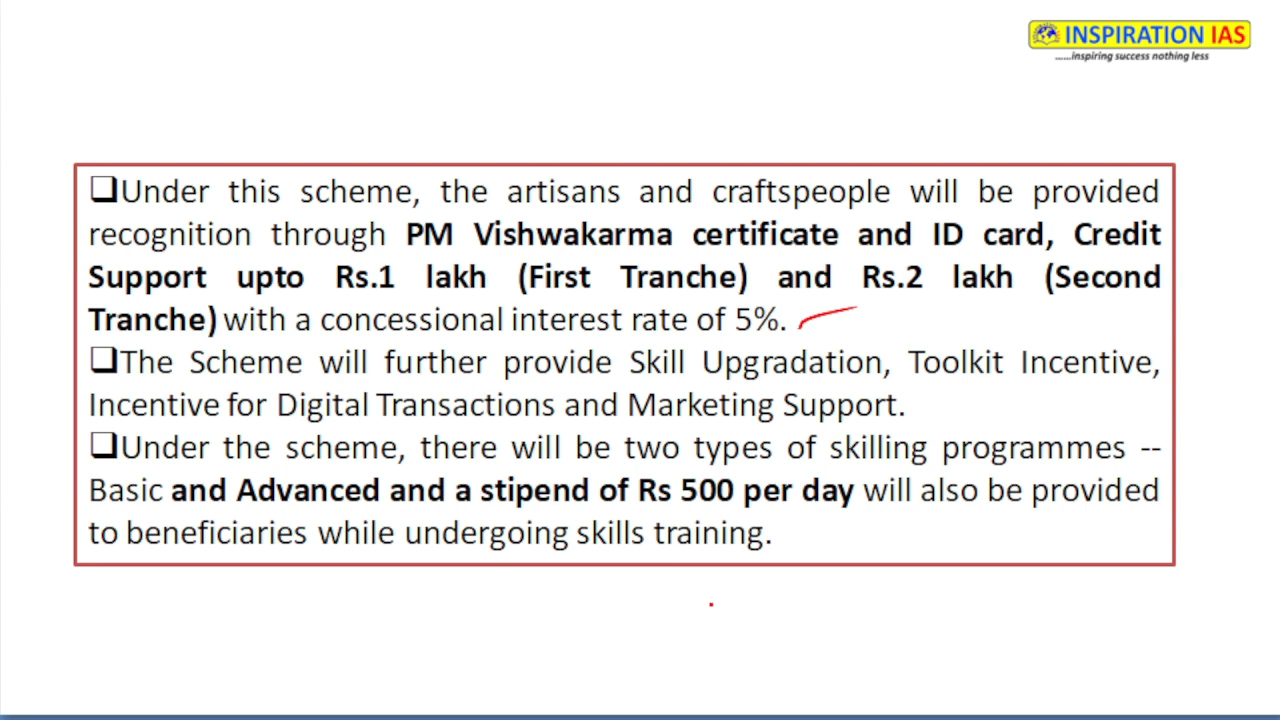 INSPIRATION IAS
......inspiring success nothing less
❑Under this scheme, the artisans and craftspeople will be provided
recognition through PM Vishwakarma certificate and ID card, Credit
Support upto Rs.1 lakh (First Tranche) and Rs.2 lakh (Second
Tranche) with a concessional interest rate of 5%.
❑The Scheme will further provide Skill Upgradation, Toolkit Incentive,
Incentive for Digital Transactions and Marketing Support.
❑Under the scheme, there will be two types of skilling programmes --
Basic and Advanced and a stipend of Rs 500 per day will also be provided
to beneficiaries while undergoing skills training.